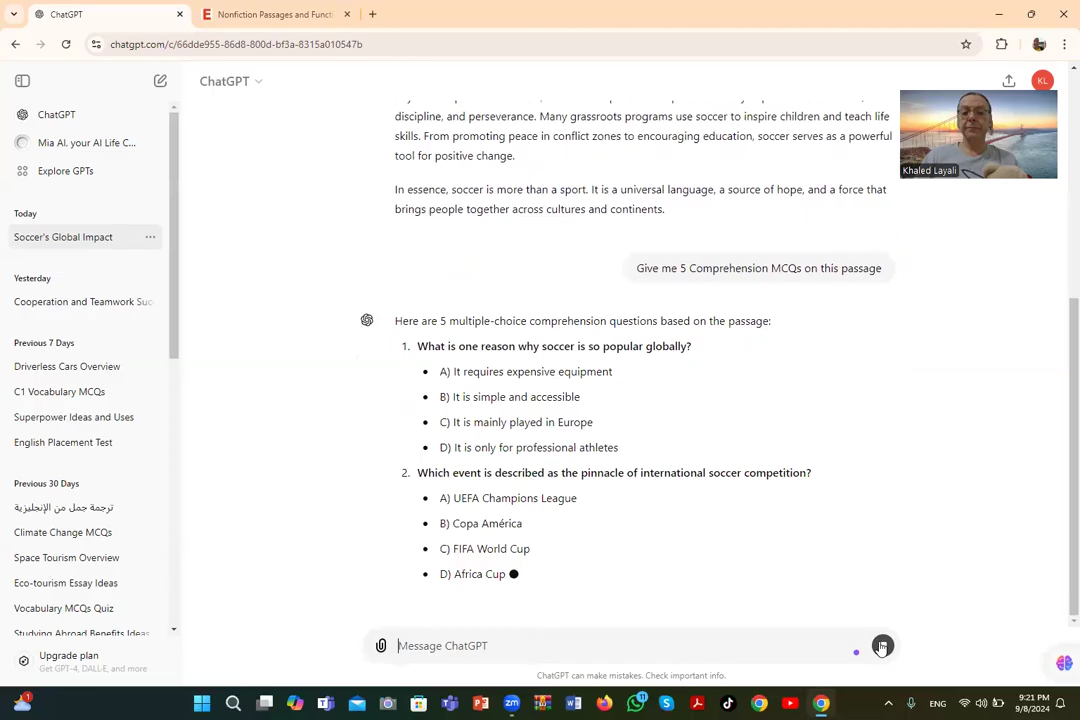 ChatGPT
Nonfiction Passages and Funct
chatgpt.com/c/66dde955-86d8-800d-bf3a-8315a010547b
ChatGPT
KL
ChatGPT
Mia AI, your AI Life C...
Explore GPTs
Today
Soccer's Global Impact
Yesterday
Cooperation and Teamwork Suc
Previous 7 Days
Driverless Cars Overview
C1 Vocabulary MCQs
Superpower Ideas and Uses
English Placement Test
Previous 30 Days
ترجمة جمل من الإنجليزية
Climate Change MCQs
Space Tourism Overview
Eco-tourism Essay Ideas
Vocabulary MCQs Quiz
Studying Abroad Benefits Ideas
Upgrade plan
Get GPT-4, DALL·E, and more
discipline, and perseverance. Many grassroots programs use soccer to inspire children and teach life
skills. From promoting peace in conflict zones to encouraging education, soccer serves as a powerful
tool for positive change.
In essence, soccer is more than a sport. It is a universal language, a source of hope, and a force that
brings people together across cultures and continents.
Khaled Layali
Give me 5 Comprehension MCQs on this passage
Here are 5 multiple-choice comprehension questions based on the passage:
1. What is one reason why soccer is so popular globally?
• A) It requires expensive equipment
• B) It is simple and accessible
• C) It is mainly played in Europe
• D) It is only for professional athletes
2. Which event is described as the pinnacle of international soccer competition?
• A) UEFA Champions League
• B) Copa América
• C) FIFA World Cup
• D) Africa Cup
Message ChatGPT
ChatGPT can make mistakes. Check important info.
ENG
9:21 PM
9/8/2024